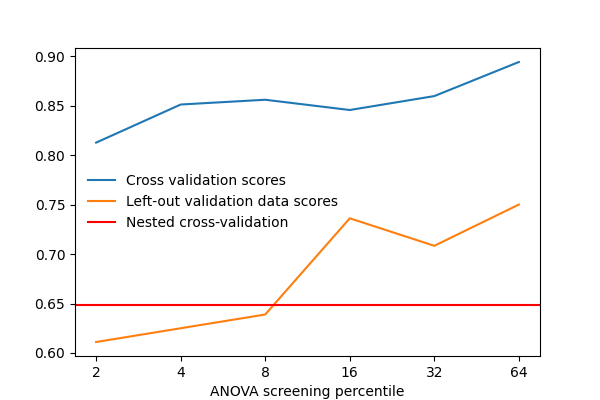 0.90
0.85
0.80
0.75
0.70
0.65
0.60
Cross validation scores
Left-out validation data scores
Nested cross-validation
2 4 8 16 32 64
ANOVA screening percentile